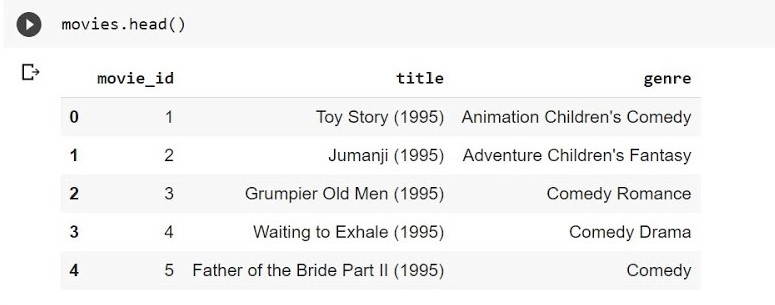 movies.head()
movie_id title genre
0 1 Toy Story (1995) Animation Children's Comedy
1 2 Jumanji (1995) Adventure Children's Fantasy
2 3 Grumpier Old Men (1995) Comedy Romance
3 4 Waiting to Exhale (1995) Comedy Drama
4 5 Father of the Bride Part II (1995) Comedy